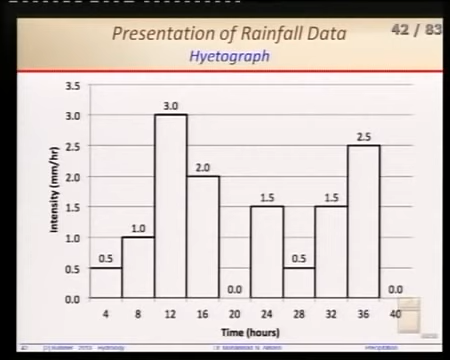 Presentation of Rainfall Data
42 / 83
Hyetograph
3.5
3.0
2.5
2.0
1.5
1.0
0.5
0.0
Intensity (mm/hr)
0.5
1.0
3.0
2.0
0.0
1.5
0.5
1.5
2.5
0.0
4 8 12 16 20 24 28 32 36 40
Time (hours)
42
Precipitation